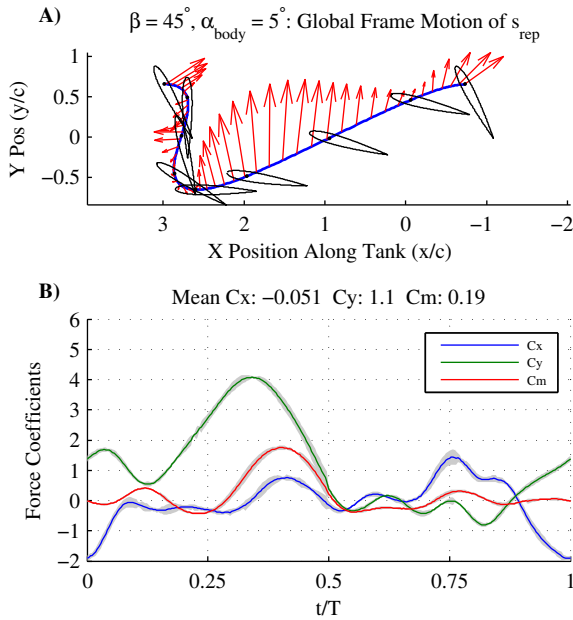 A)
β = 45°, α_body = 5°: Global Frame Motion of s_rep
Y Pos (y/c)
1
0.5
0
−0.5
3 2 1 0 −1 −2
X Position Along Tank (x/c)
B)
Mean Cx: −0.051 Cy: 1.1 Cm: 0.19
Force Coefficients
6
5
4
3
2
1
0
−1
−2
Cx
Cy
Cm
0 0.25 0.5 0.75 1
t/T